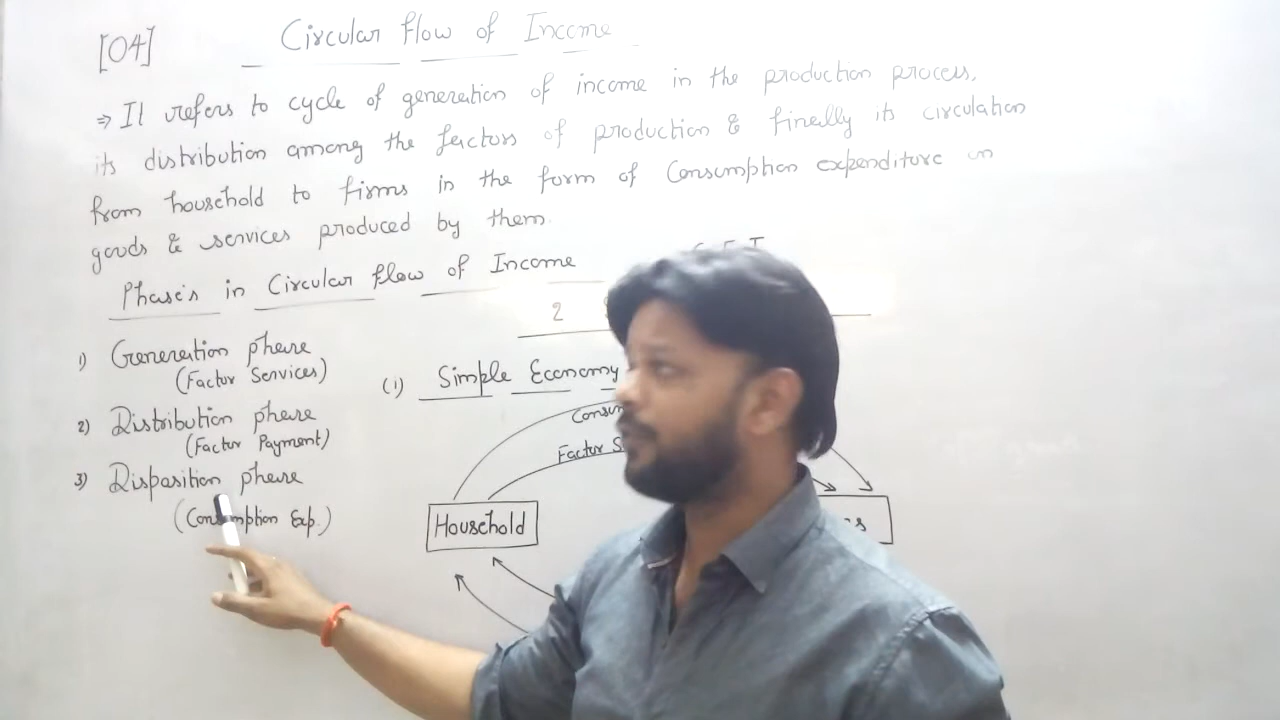 [04] Circular flow of Income
⇒ It refers to cycle of generation of income in the production process,
its distribution among the factors of production & finally its circulation
from household to firms in the form of Consumption expenditure on
goods & services produced by them.
Phase's in Circular flow of Income
2
1) Generation phase
(Factor Services)
2) Distribution phase
(Factor Payment)
3) Disposition phase
(Consumption Exp.)
(1) Simple Economy
Factor
Household